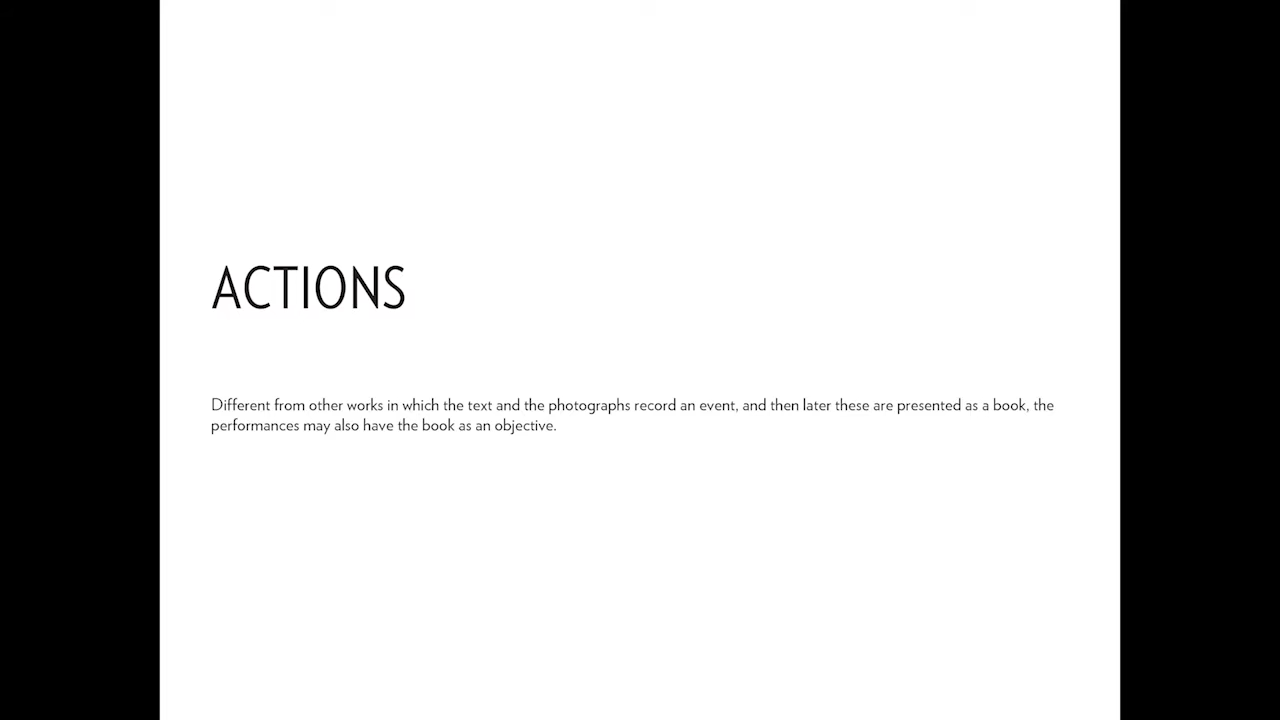 ACTIONS
Different from other works in which the text and the photographs record an event, and then later these are presented as a book, the
performances may also have the book as an objective.